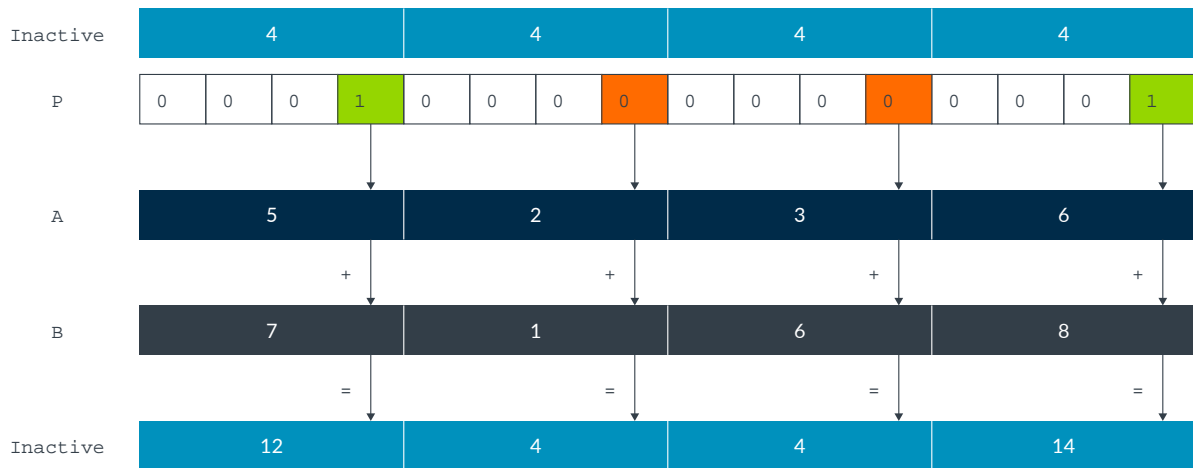 Inactive 4 4 4 4
P 0 0 0 1 0 0 0 0 0 0 0 0 0 0 0 1
A 5 2 3 6
+ + + +
B 7 1 6 8
= = = =
Inactive 12 4 4 14